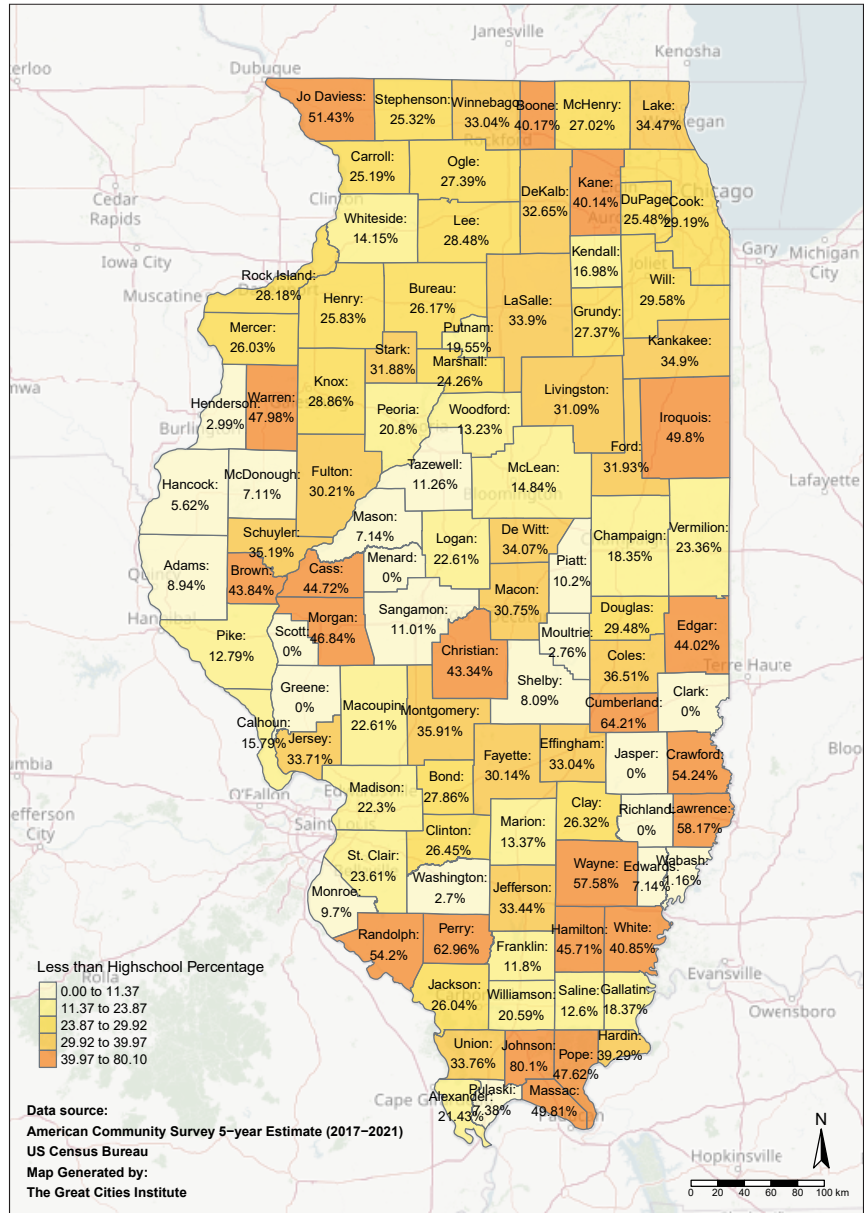 Janesville
Kenosha
Dubuque
Jo Daviess:
51.43%
Stephenson:
25.32%
Winnebago:
33.04%
Boone:
40.17%
McHenry:
27.02%
Lake:
34.47%
Rockford
Carroll:
25.19%
Ogle:
27.39%
DeKalb:
32.65%
Kane:
40.14%
DuPage:
25.48%
Cook:
29.19%
Chicago
Cedar
Rapids
Clinton
Whiteside:
14.15%
Lee:
28.48%
Kendall:
16.98%
Joliet
Will:
29.58%
Gary
Michigan
City
Iowa City
Muscatine
Rock Island:
28.18%
Henry:
25.83%
Bureau:
26.17%
LaSalle:
33.9%
Grundy:
27.37%
Mercer:
26.03%
Putnam:
19.55%
Stark:
31.88%
Marshall:
24.26%
Kankakee:
34.9%
Henderson:
2.99%
Warren:
47.98%
Knox:
28.86%
Peoria:
20.8%
Woodford:
13.23%
Livingston:
31.09%
Iroquois:
49.8%
Ford:
31.93%
Hancock:
5.62%
McDonough:
7.11%
Fulton:
30.21%
Tazewell:
11.26%
McLean:
14.84%
Bloomington
Lafayette
Mason:
7.14%
Schuyler:
35.19%
Logan:
22.61%
De Witt:
34.07%
Champaign:
18.35%
Vermilion:
23.36%
Adams:
8.94%
Brown:
43.84%
Cass:
44.72%
Menard:
0%
Piatt:
10.2%
Macon:
30.75%
Hannibal
Pike:
12.79%
Scott:
0%
Morgan:
46.84%
Sangamon:
11.01%
Christian:
43.34%
Moultrie:
2.76%
Douglas:
29.48%
Edgar:
44.02%
Coles:
36.51%
Terre Haute
Greene:
0%
Shelby:
8.09%
Cumberland:
64.21%
Clark:
0%
Calhoun:
15.79%
Jersey:
33.71%
Macoupin:
22.61%
Montgomery:
35.91%
Fayette:
30.14%
Effingham:
33.04%
Jasper:
0%
Crawford:
54.24%
O'Fallon
Madison:
22.3%
Bond:
27.86%
Clay:
26.32%
Richland:
0%
Lawrence:
58.17%
Jefferson
City
Saint Louis
Clinton:
26.45%
Marion:
13.37%
St. Clair:
23.61%
Monroe:
9.7%
Washington:
2.7%
Jefferson:
33.44%
Wayne:
57.58%
Edwards:
7.14%
Wabash:
Randolph:
54.2%
Perry:
62.96%
Franklin:
11.8%
Hamilton:
45.71%
White:
40.85%
Evansville
Owensboro
Less than Highschool Percentage
Rolla
0.00 to 11.37
11.37 to 23.87
23.87 to 29.92
29.92 to 39.97
39.97 to 80.10
Jackson:
26.04%
Williamson:
20.59%
Saline:
12.6%
Gallatin:
18.37%
Union:
33.76%
Johnson:
80.1%
Pope:
47.62%
Hardin:
39.29%
Alexander:
21.43%
Pulaski:
7.38%
Massac:
49.81%
Hopkinsville
Data source:
American Community Survey 5−year Estimate (2017−2021)
US Census Bureau
Map Generated by:
The Great Cities Institute
N
0 20 40 60 80 100 km